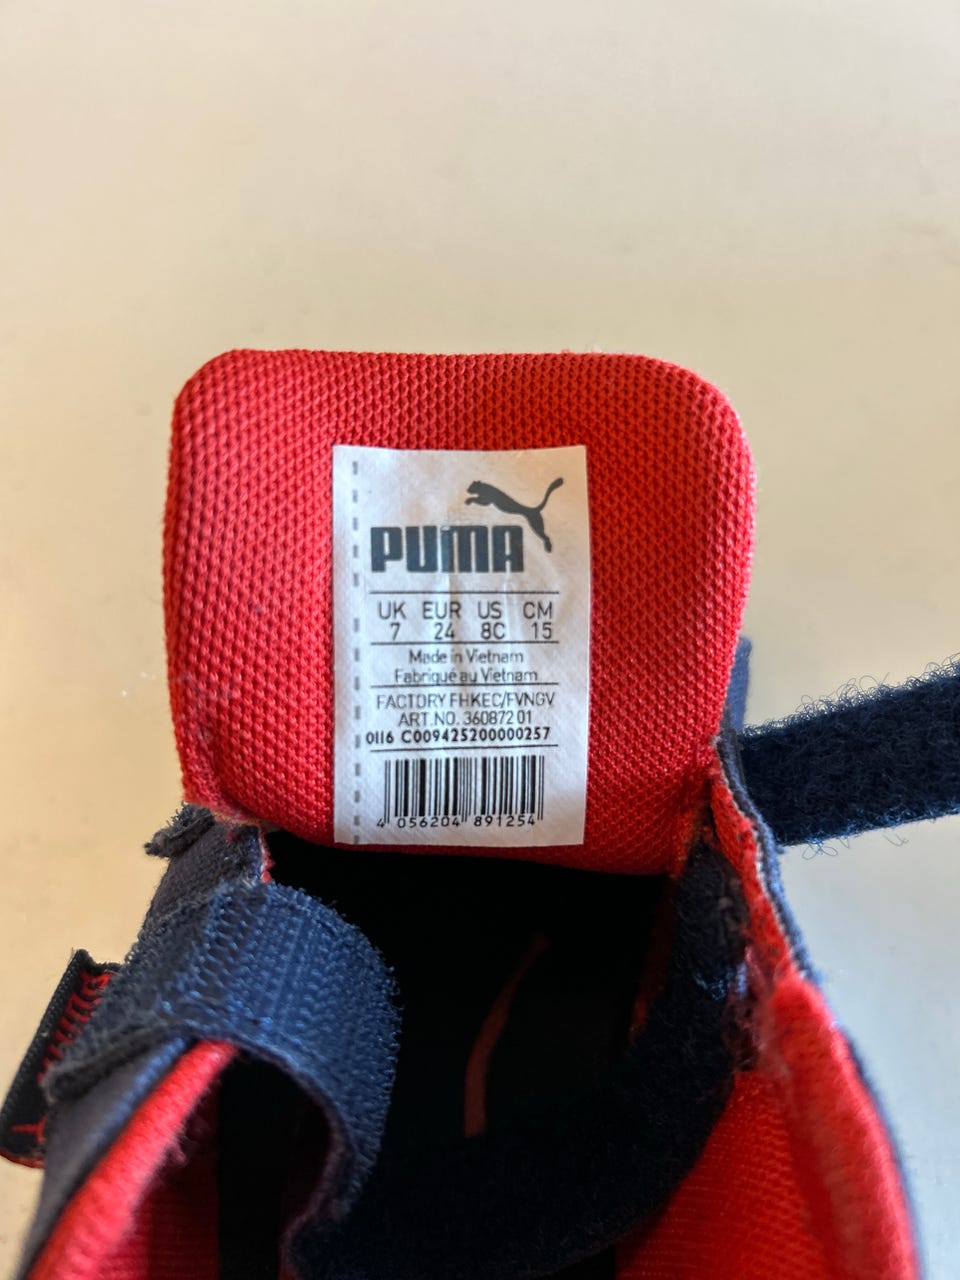 PUMA
UK EUR US CM
7 24 8C 15
Made in Vietnam
Fabriqué au Vietnam
FACTORY FHKEC/FVNGV
ART.NO. 360872 01
0116 C009425200000257
4 056204 891254